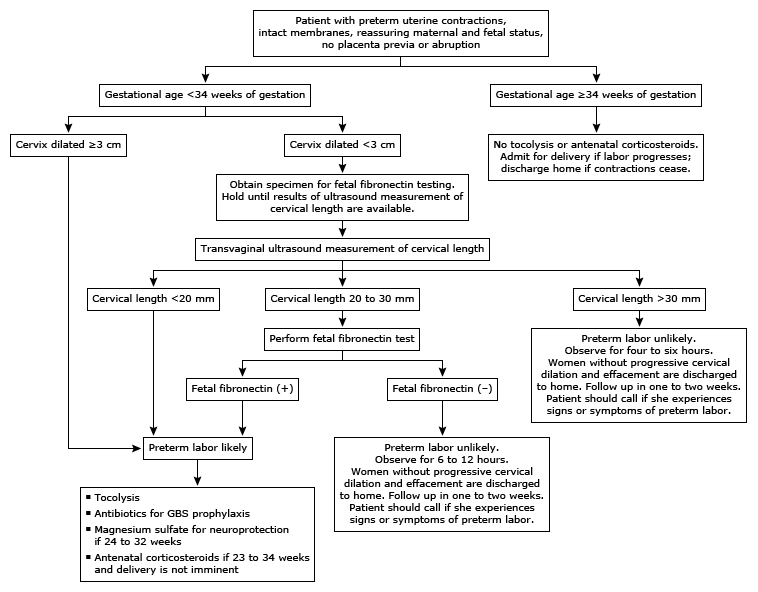 Patient with preterm uterine contractions,
intact membranes, reassuring maternal and fetal status,
no placenta previa or abruption
Gestational age <34 weeks of gestation
Gestational age ≥34 weeks of gestation
Cervix dilated ≥3 cm
Cervix dilated <3 cm
No tocolysis or antenatal corticosteroids.
Admit for delivery if labor progresses;
discharge home if contractions cease.
Obtain specimen for fetal fibronectin testing.
Hold until results of ultrasound measurement of
cervical length are available.
Transvaginal ultrasound measurement of cervical length
Cervical length <20 mm
Cervical length 20 to 30 mm
Cervical length >30 mm
Perform fetal fibronectin test
Preterm labor unlikely.
Observe for four to six hours.
Women without progressive cervical
dilation and effacement are discharged
to home. Follow up in one to two weeks.
Patient should call if she experiences
signs or symptoms of preterm labor.
Fetal fibronectin (+)
Fetal fibronectin (–)
Preterm labor likely
Preterm labor unlikely.
Observe for 6 to 12 hours.
Women without progressive cervical
dilation and effacement are discharged
to home. Follow up in one to two weeks.
Patient should call if she experiences
signs or symptoms of preterm labor.
▪ Tocolysis
▪ Antibiotics for GBS prophylaxis
▪ Magnesium sulfate for neuroprotection
if 24 to 32 weeks
▪ Antenatal corticosteroids if 23 to 34 weeks
and delivery is not imminent